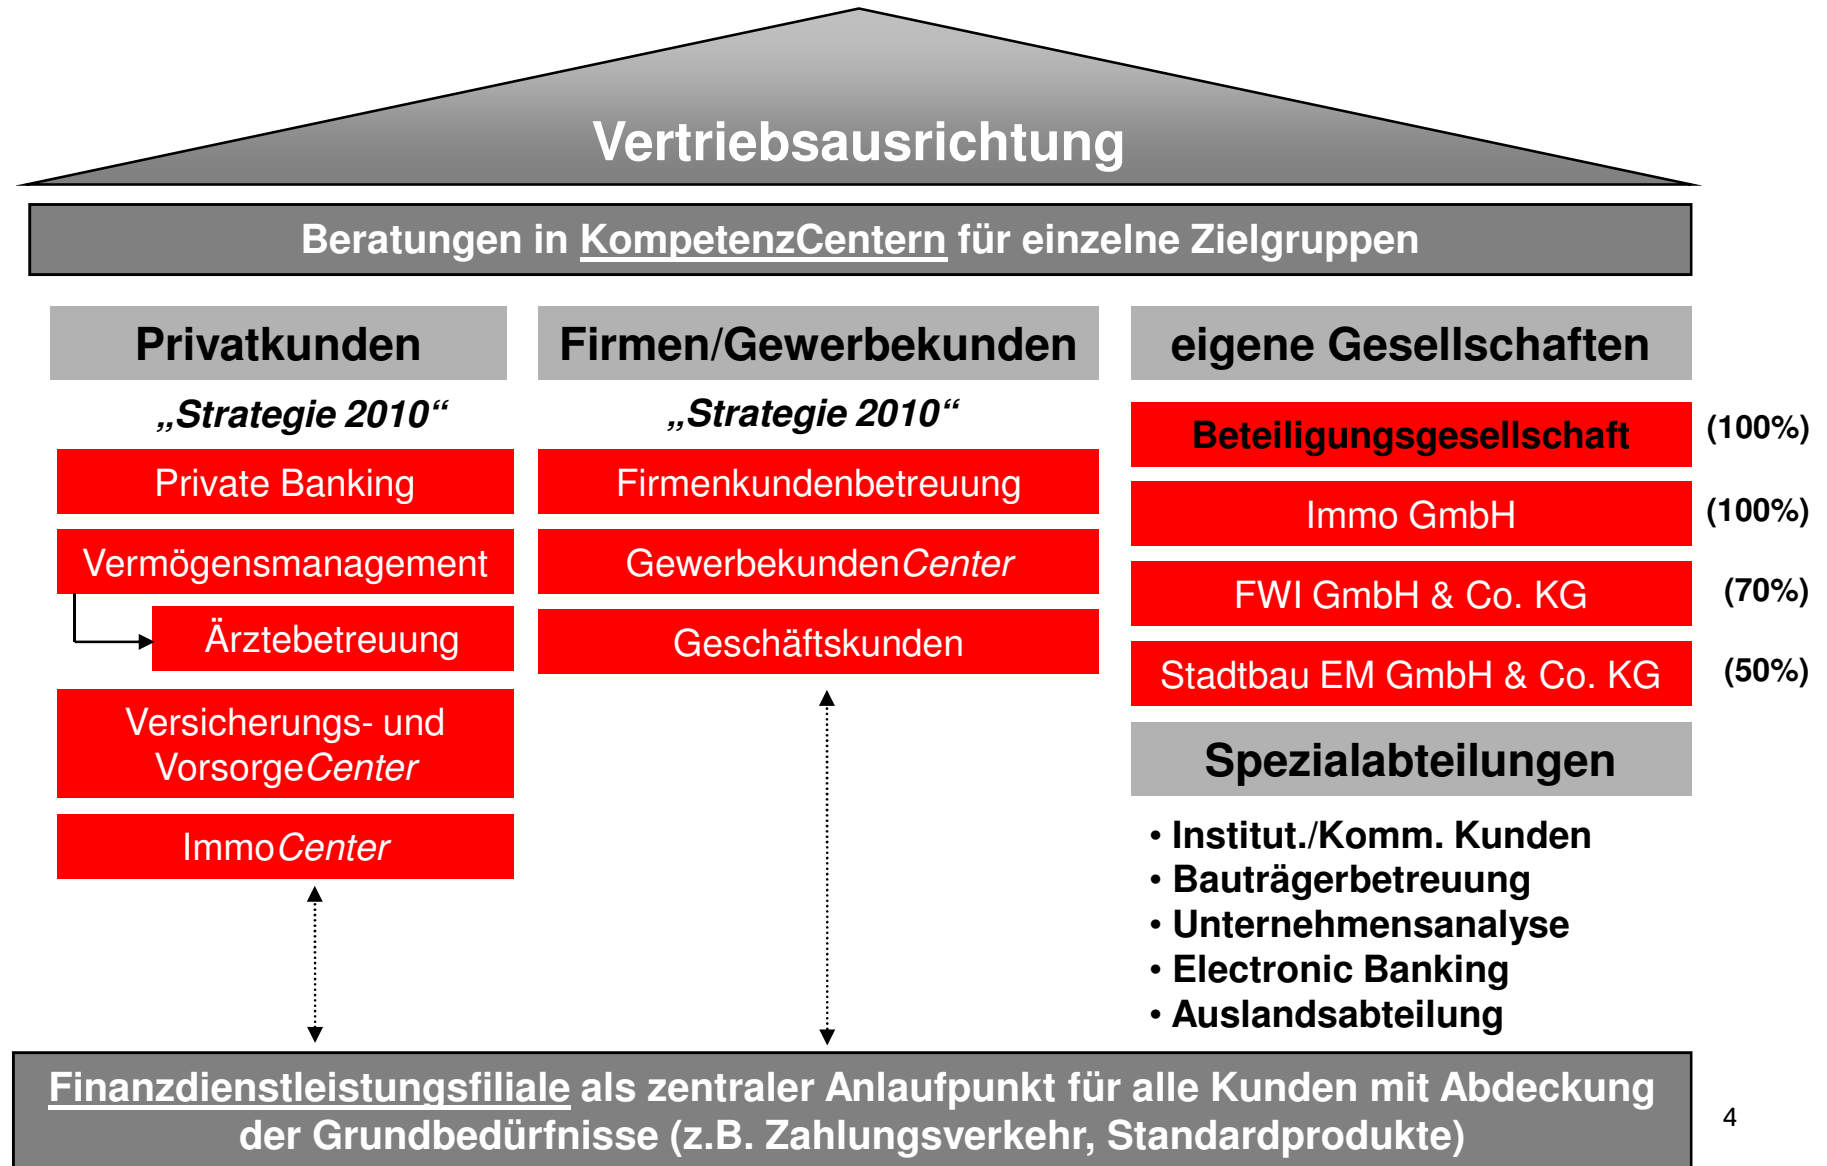 Vertriebsausrichtung
Beratungen in KompetenzCentern für einzelne Zielgruppen
Privatkunden
„Strategie 2010“
Private Banking
Vermögensmanagement
Ärztebetreuung
Versicherungs- und
VorsorgeCenter
ImmoCenter
Firmen/Gewerbekunden
„Strategie 2010“
Firmenkundenbetreuung
GewerbekundenCenter
Geschäftskunden
eigene Gesellschaften
Beteiligungsgesellschaft (100%)
Immo GmbH (100%)
FWI GmbH & Co. KG (70%)
Stadtbau EM GmbH & Co. KG (50%)
Spezialabteilungen
• Institut./Komm. Kunden
• Bauträgerbetreuung
• Unternehmensanalyse
• Electronic Banking
• Auslandsabteilung
Finanzdienstleistungsfiliale als zentraler Anlaufpunkt für alle Kunden mit Abdeckung
der Grundbedürfnisse (z.B. Zahlungsverkehr, Standardprodukte)
4